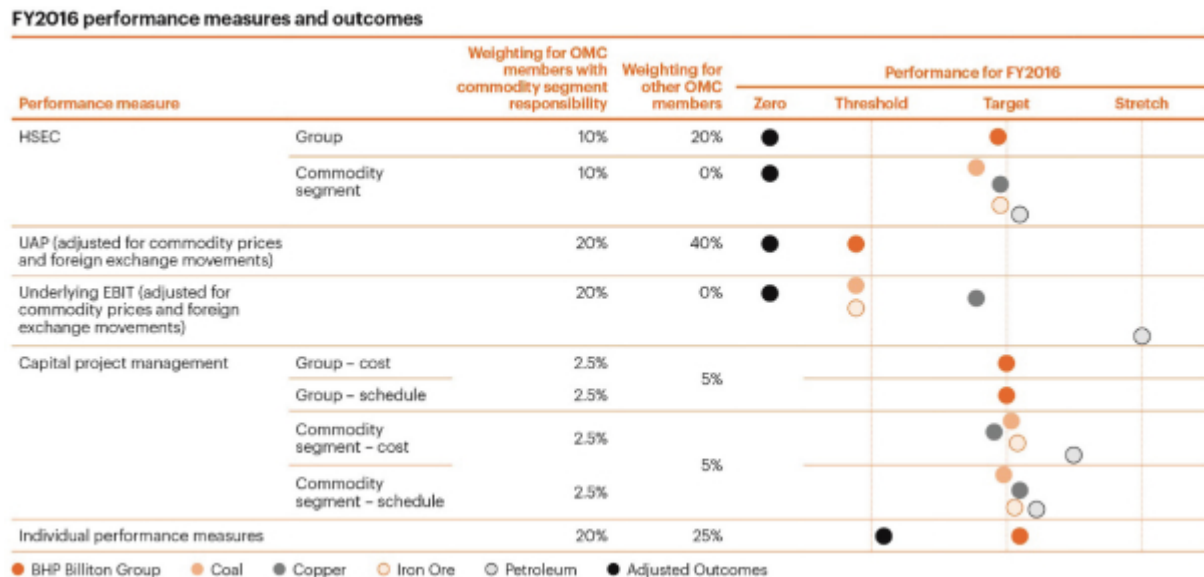 FY2016 performance measures and outcomes
Performance measure
Weighting for OMC
members with
commodity segment
responsibility
Weighting for
other OMC
members
Performance for FY2016
Zero Threshold Target Stretch
HSEC Group 10% 20%
Commodity
segment 10% 0%
UAP (adjusted for commodity prices
and foreign exchange movements) 20% 40%
Underlying EBIT (adjusted for
commodity prices and foreign
exchange movements) 20% 0%
Capital project management Group – cost 2.5% 5%
Group – schedule 2.5%
Commodity
segment – cost 2.5% 5%
Commodity
segment – schedule 2.5%
Individual performance measures 20% 25%
BHP Billiton Group Coal Copper Iron Ore Petroleum Adjusted Outcomes